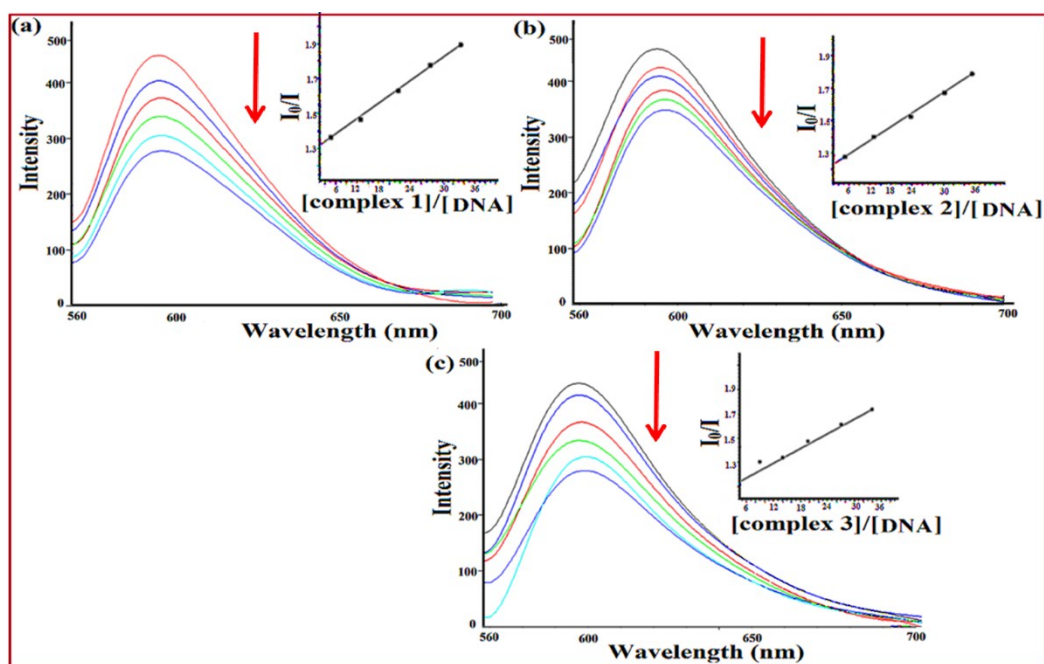 (a)
500
400
300
200
100
0
Intensity
560
600
650
700
Wavelength (nm)
I0/I
1.9
1.7
1.5
1.3
6 12 18 24 30 36
[complex 1]/[DNA]
(b)
500
400
300
200
100
0
Intensity
560
600
650
700
Wavelength (nm)
I0/I
1.9
1.7
1.5
1.3
6 12 18 24 30 36
[complex 2]/[DNA]
(c)
500
400
300
200
100
0
Intensity
560
600
650
700
Wavelength (nm)
I0/I
1.9
1.7
1.5
1.3
6 12 18 24 30 36
[complex 3]/[DNA]